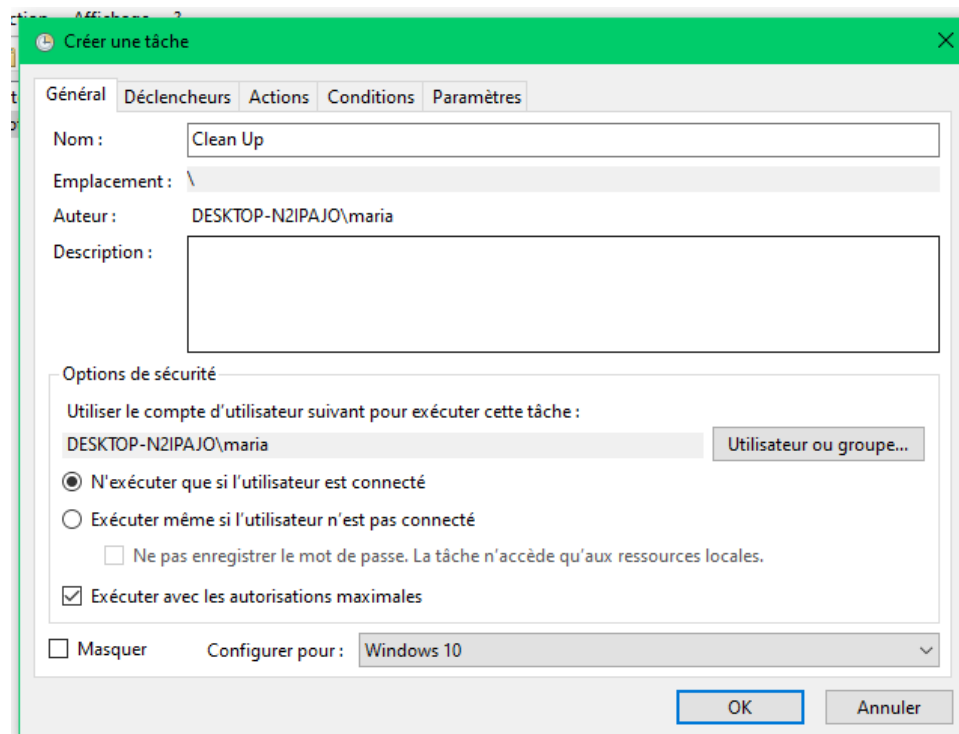 Affichage ?
Créer une tâche
Général Déclencheurs Actions Conditions Paramètres
Nom : Clean Up
Emplacement : \
Auteur : DESKTOP-N2IPAJO\maria
Description :
Options de sécurité
Utiliser le compte d'utilisateur suivant pour exécuter cette tâche :
DESKTOP-N2IPAJO\maria Utilisateur ou groupe...
N'exécuter que si l'utilisateur est connecté
Exécuter même si l'utilisateur n'est pas connecté
Ne pas enregistrer le mot de passe. La tâche n'accède qu'aux ressources locales.
Exécuter avec les autorisations maximales
Masquer Configurer pour : Windows 10
OK Annuler